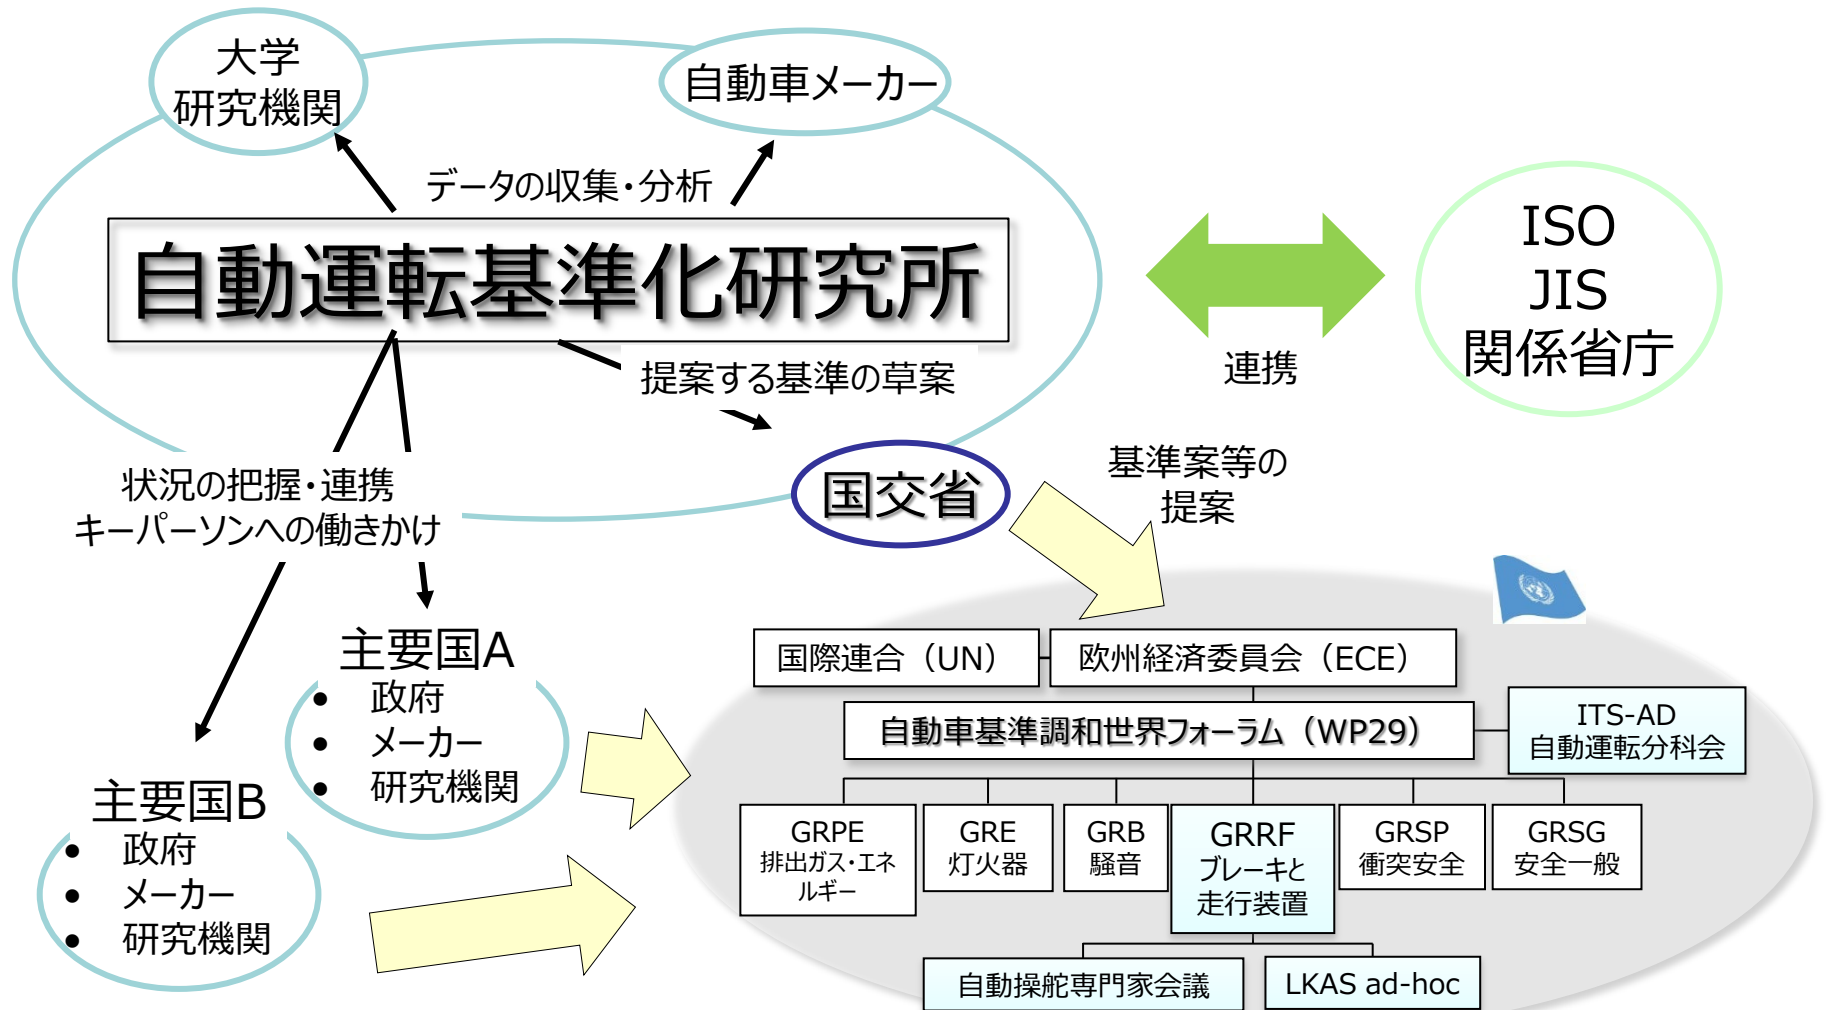 大学
研究機関
自動車メーカー
データの収集・分析
自動運転基準化研究所
ISO
JIS
関係省庁
連携
提案する基準の草案
国交省
基準案等の
提案
状況の把握・連携
キーパーソンへの働きかけ
主要国A
• 政府
• メーカー
• 研究機関
主要国B
• 政府
• メーカー
• 研究機関
国際連合（UN）
欧州経済委員会（ECE）
自動車基準調和世界フォーラム（WP29）
ITS-AD
自動運転分科会
GRPE
排出ガス・エネ
ルギー
GRE
灯火器
GRB
騒音
GRRF
ブレーキと
走行装置
GRSP
衝突安全
GRSG
安全一般
自動操舵専門家会議
LKAS ad-hoc